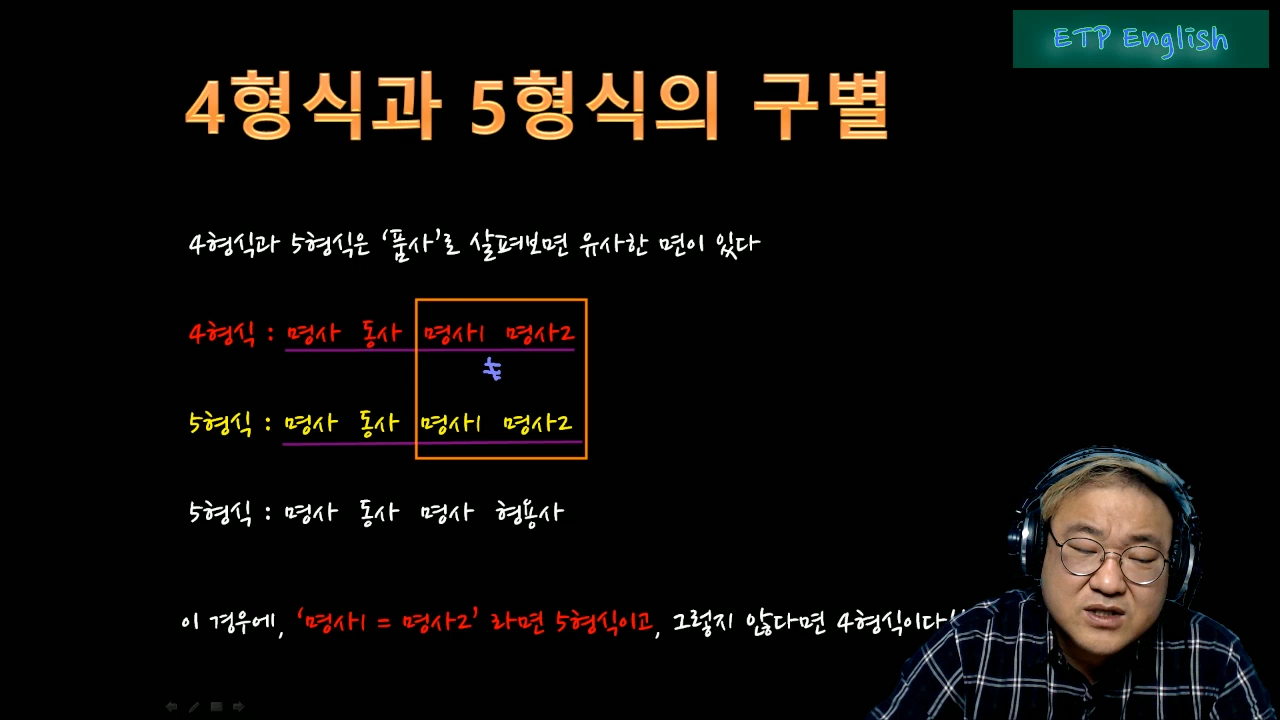 ETP English
4형식과 5형식의 구별
4형식과 5형식은 ‘품사’로 살펴보면 유사한 면이 있다
4형식 : 명사 동사 명사1 명사2
≠
5형식 : 명사 동사 명사1 명사2
5형식 : 명사 동사 명사 형용사
이 경우에, ‘명사1 = 명사2’ 라면 5형식이고, 그렇지 않다면 4형식이다